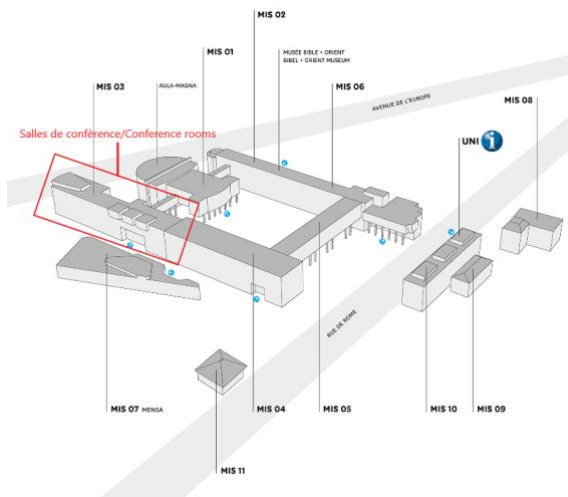 MIS 02
MUSÉE BIBLE + ORIENT
BIBEL + ORIENT MUSEUM
MIS 01
AULA-MAGNA
MIS 03
MIS 06
AVENUE DE L'EUROPE
MIS 08
UNI i
Salles de conférence/Conference rooms
RUE DE ROME
MIS 07 MENSA
MIS 04
MIS 05
MIS 10
MIS 09
MIS 11